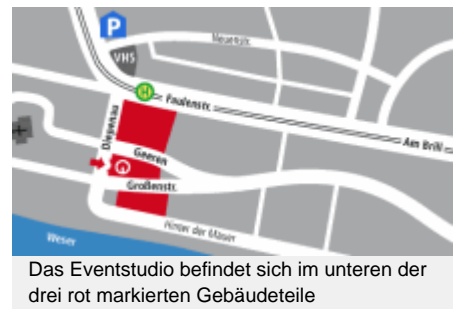 P
Neuenstr.
VHS
H
Faulenstr.
Am Brill
Diepenau
Geeren
Großenstr.
Hinter der Mauer
Weser
Das Eventstudio befindet sich im unteren der
drei rot markierten Gebäudeteile